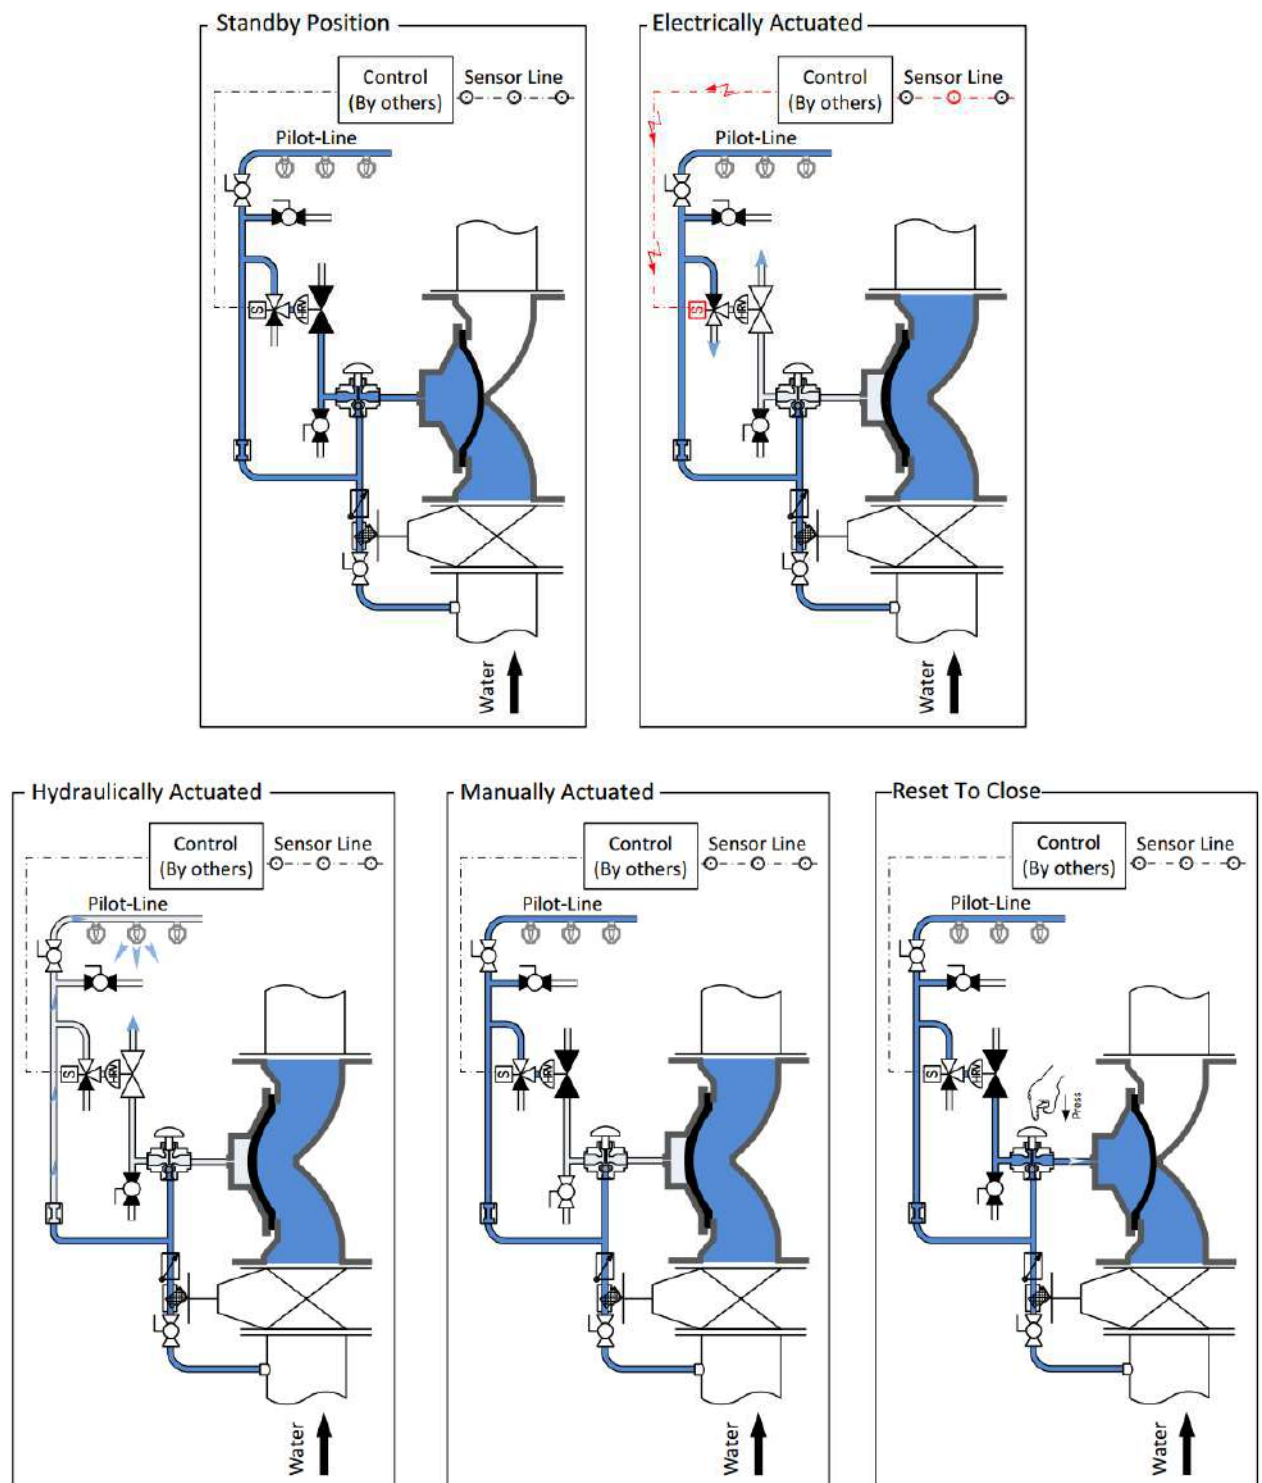 Standby Position
Control
(By others)
Sensor Line
Pilot-Line
S
HRV
Water
Electrically Actuated
Control
(By others)
Sensor Line
Pilot-Line
S
HRV
Water
Hydraulically Actuated
Control
(By others)
Sensor Line
Pilot-Line
S
HRV
Water
Manually Actuated
Control
(By others)
Sensor Line
Pilot-Line
S
HRV
Water
Reset To Close
Control
(By others)
Sensor Line
Pilot-Line
S
HRV
Press
Water